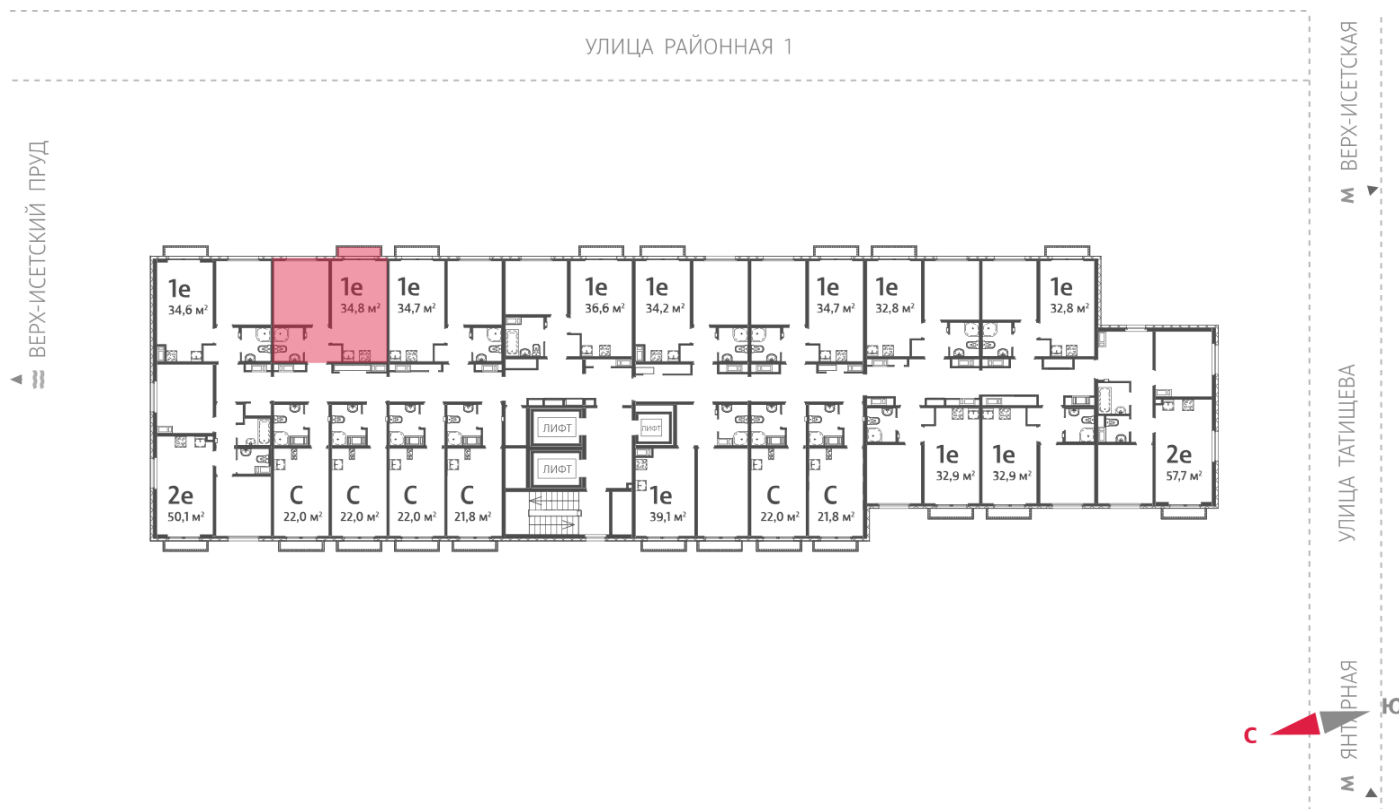 УЛИЦА РАЙОННАЯ 1
М ВЕРХ-ИСЕТСКАЯ
ВЕРХ-ИСЕТСКИЙ ПРУД
1е
34,6 м²
1е
34,8 м²
1е
34,7 м²
1е
36,6 м²
1е
34,2 м²
1е
34,7 м²
1е
32,8 м²
1е
32,8 м²
УЛИЦА ТАТИЩЕВА
ЛИФТ
ЛИФТ
ЛИФТ
2е
50,1 м²
С
22,0 м²
С
22,0 м²
С
22,0 м²
С
21,8 м²
1е
39,1 м²
С
22,0 м²
С
21,8 м²
1е
32,9 м²
1е
32,9 м²
2е
57,7 м²
М ЯНТАРНАЯ
С
Ю